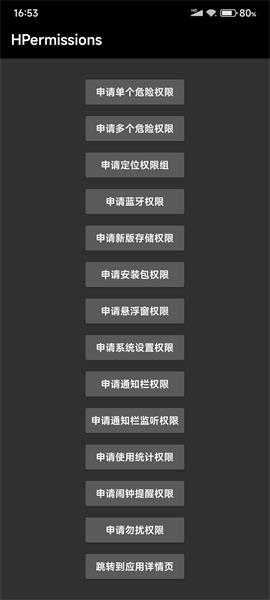 16:53
80%
HPermissions
申请单个危险权限
申请多个危险权限
申请定位权限组
申请蓝牙权限
申请新版存储权限
申请安装包权限
申请悬浮窗权限
申请系统设置权限
申请通知栏权限
申请通知栏监听权限
申请使用统计权限
申请闹钟提醒权限
申请勿扰权限
跳转到应用详情页